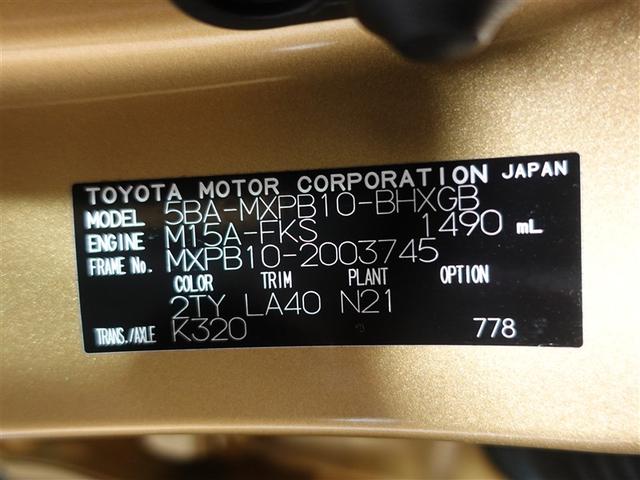 TOYOTA MOTOR CORPORATION JAPAN
MODEL 5BA-MXPB10-BHXGB
ENGINE M15A-FKS 1490 mL
FRAME No. MXPB10-2003745
COLOR TRIM PLANT OPTION
2TY LA40 N21
TRANS./AXLE K320 778